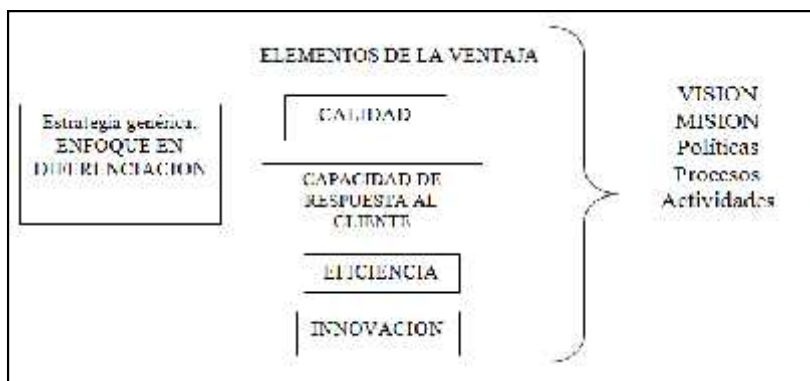 ELEMENTOS DE LA VENTAJA
Estrategia genérica.
ENFOQUE EN
DIFERENCIACION
CALIDAD
CAPACIDAD DE
RESPUESTA AL
CLIENTE
EFICIENCIA
INNOVACION
VISION
MISION
Políticas
Procesos
Actividades